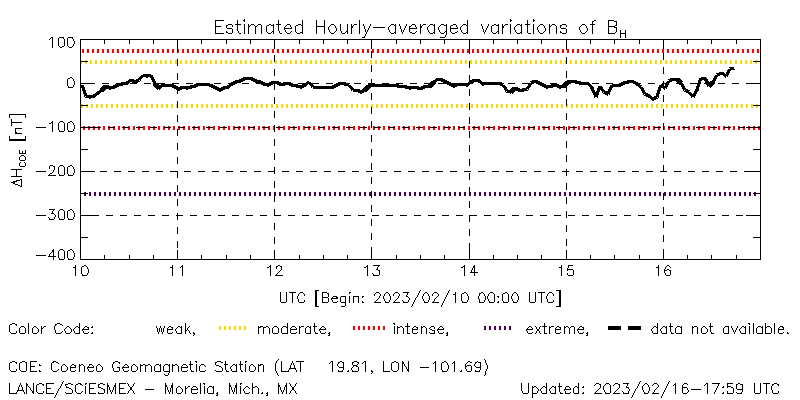 Estimated Hourly-averaged variations of BH
100
0
-100
-200
-300
-400
ΔHCOE [nT]
10 11 12 13 14 15 16
UTC [Begin: 2023/02/10 00:00 UTC]
Color Code: weak, moderate, intense, extreme, data not available.
COE: Coeneo Geomagnetic Station (LAT 19.81, LON -101.69)
LANCE/SCiESMEX - Morelia, Mich., MX Updated: 2023/02/16-17:59 UTC